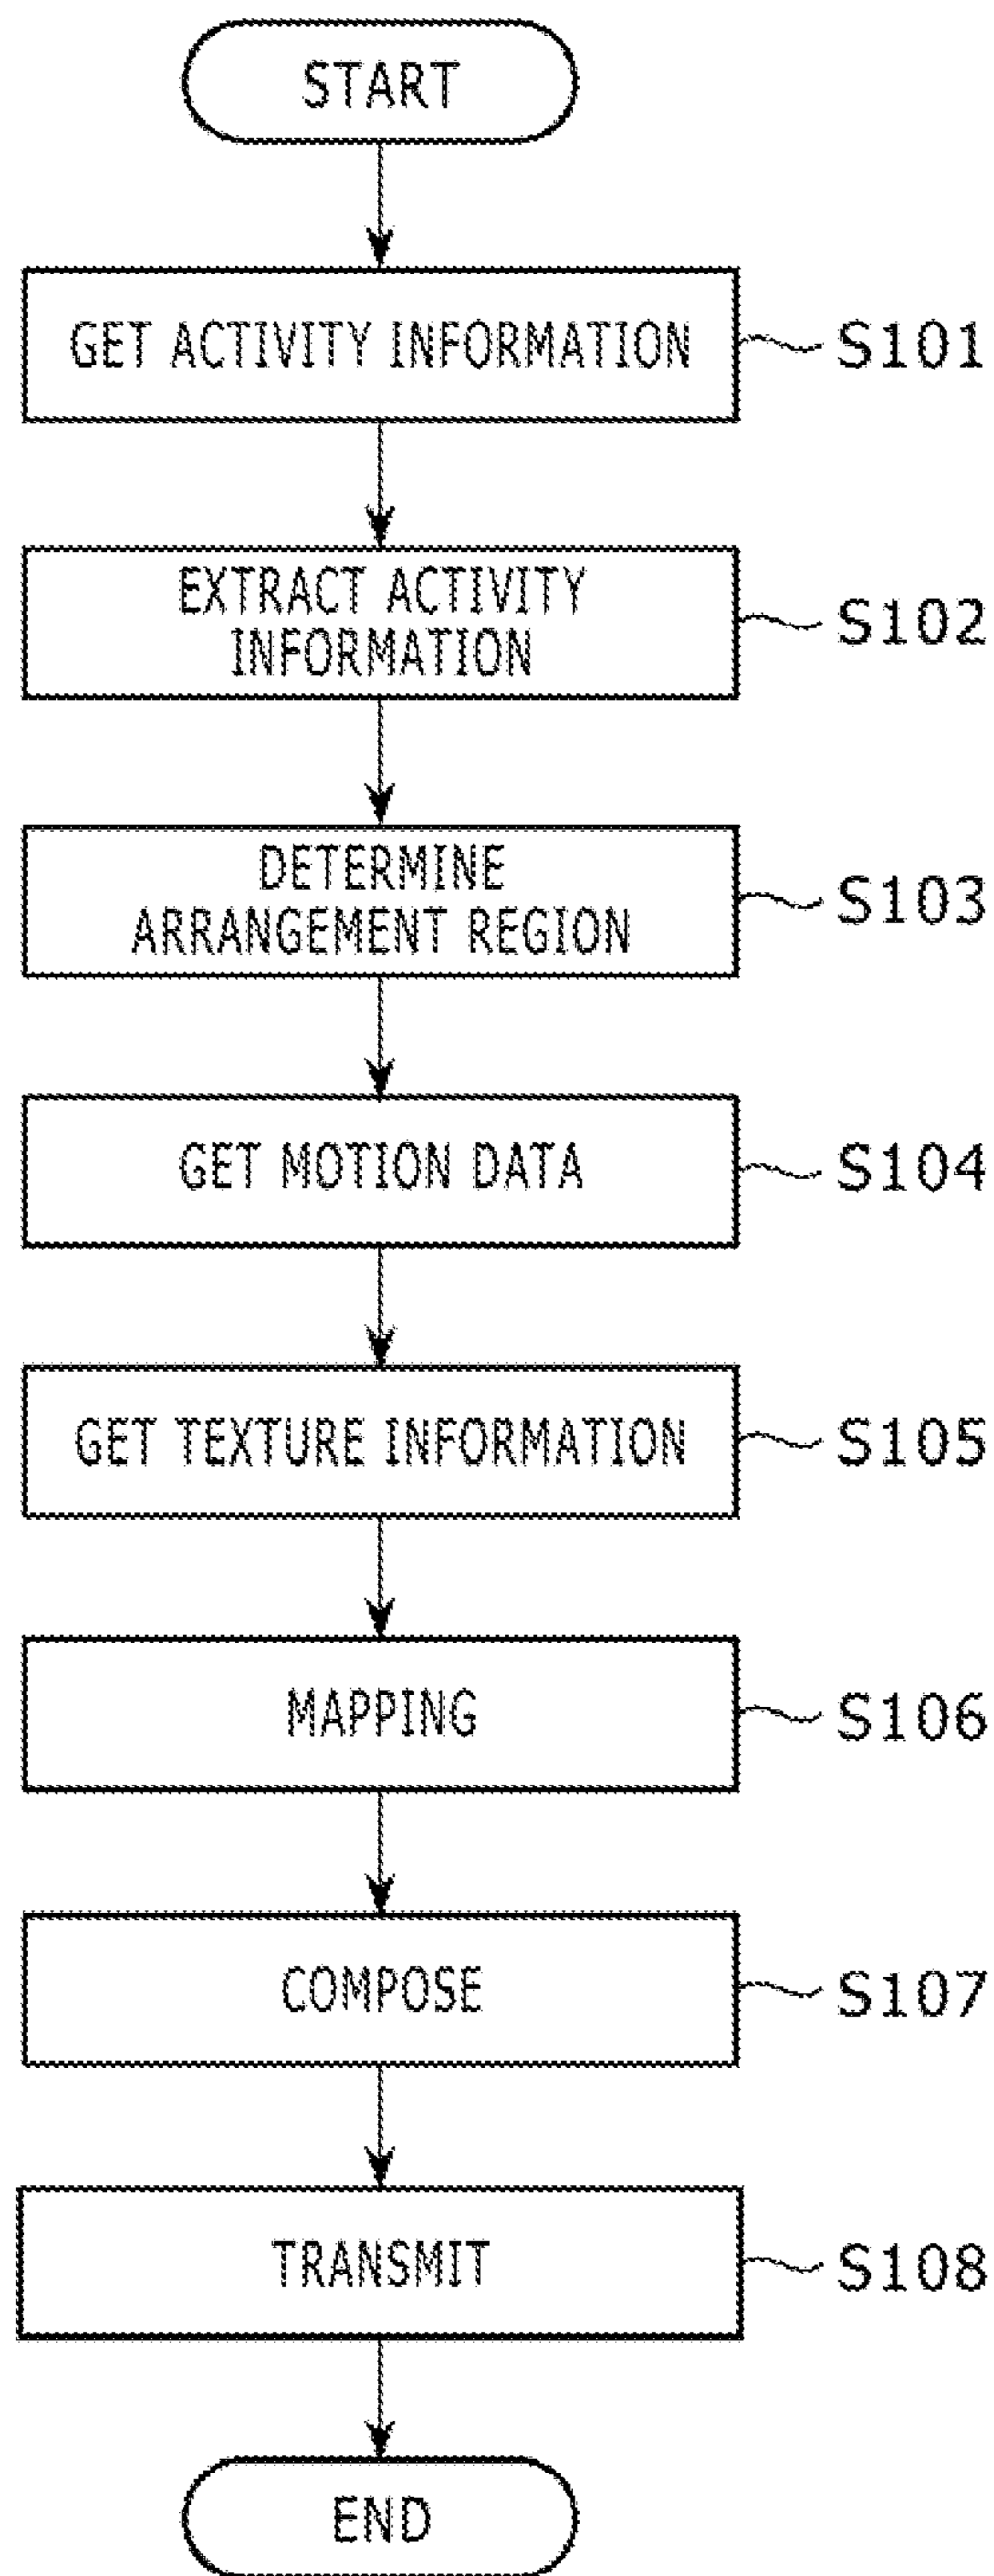 START
GET ACTIVITY INFORMATION
S101
EXTRACT ACTIVITY
INFORMATION
S102
DETERMINE
ARRANGEMENT REGION
S103
GET MOTION DATA
S104
GET TEXTURE INFORMATION
S105
MAPPING
S106
COMPOSE
S107
TRANSMIT
S108
END